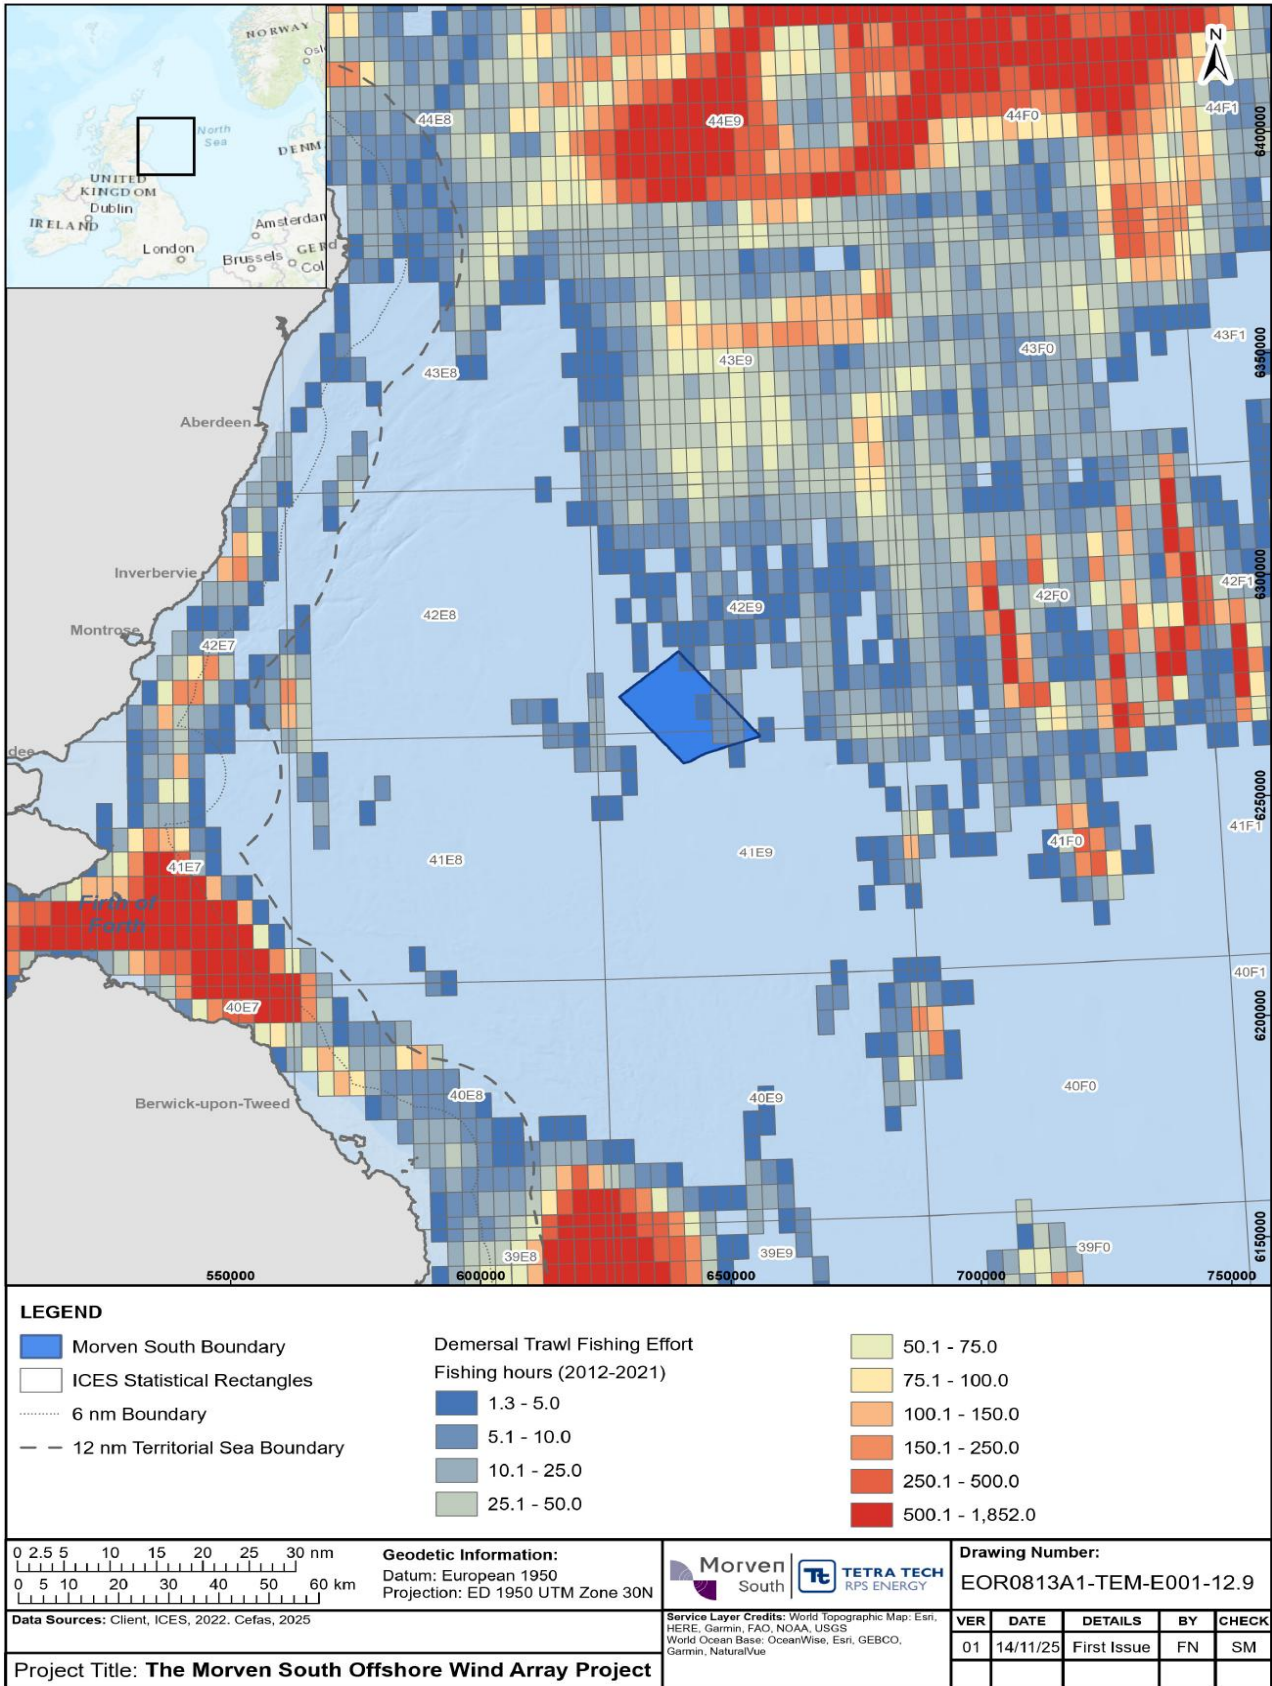 NORWAY
Oslo
North
Sea
DENM
UNITED
KINGDOM
Dublin
IRELAND
Amsterdam
London
GER
Brussels
Col
N
44E8
44E9
44F0
44F1
6400000
43E8
43E9
43F0
43F1
6350000
Aberdeen
Inverbervie
42E9
42F0
42F1
6300000
Montrose
42E7
42E8
dee
6250000
41E7
41E8
41E9
41F0
41F1
Firth of
Forth
40E7
40F1
6200000
Berwick-upon-Tweed
40E8
40E9
40F0
39E8
39E9
39F0
6150000
550000
600000
650000
700000
750000
LEGEND
Morven South Boundary
ICES Statistical Rectangles
6 nm Boundary
12 nm Territorial Sea Boundary
Demersal Trawl Fishing Effort
Fishing hours (2012-2021)
1.3 - 5.0
5.1 - 10.0
10.1 - 25.0
25.1 - 50.0
50.1 - 75.0
75.1 - 100.0
100.1 - 150.0
150.1 - 250.0
250.1 - 500.0
500.1 - 1,852.0
0 2.5 5 10 15 20 25 30 nm
0 5 10 20 30 40 50 60 km
Geodetic Information:
Datum: European 1950
Projection: ED 1950 UTM Zone 30N
Data Sources: Client, ICES, 2022. Cefas, 2025
Project Title: The Morven South Offshore Wind Array Project
Morven
South
Tt
TETRA TECH
RPS ENERGY
Service Layer Credits: World Topographic Map: Esri,
HERE, Garmin, FAO, NOAA, USGS
World Ocean Base: OceanWise, Esri, GEBCO,
Garmin, NaturalVue
Drawing Number:
EOR0813A1-TEM-E001-12.9
VER DATE DETAILS BY CHECK
01 14/11/25 First Issue FN SM